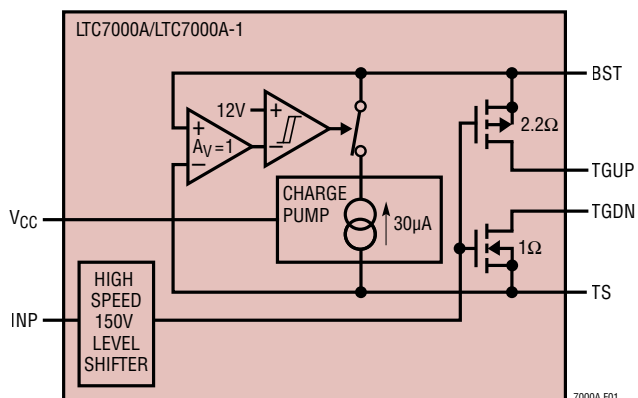 LTC7000A/LTC7000A-1
BST
12V
+
−
+
A_V = 1
−
2.2Ω
TGUP
CHARGE
PUMP
30µA
TGDN
1Ω
V_CC
TS
HIGH
SPEED
150V
LEVEL
SHIFTER
INP
7000A F01